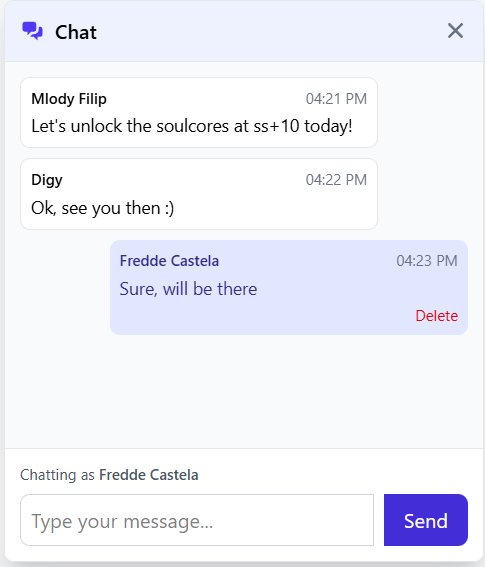 Chat
Mlody Filip 04:21 PM
Let's unlock the soulcores at ss+10 today!
Digy 04:22 PM
Ok, see you then :)
Fredde Castela 04:23 PM
Sure, will be there
Delete
Chatting as Fredde Castela
Type your message...
Send